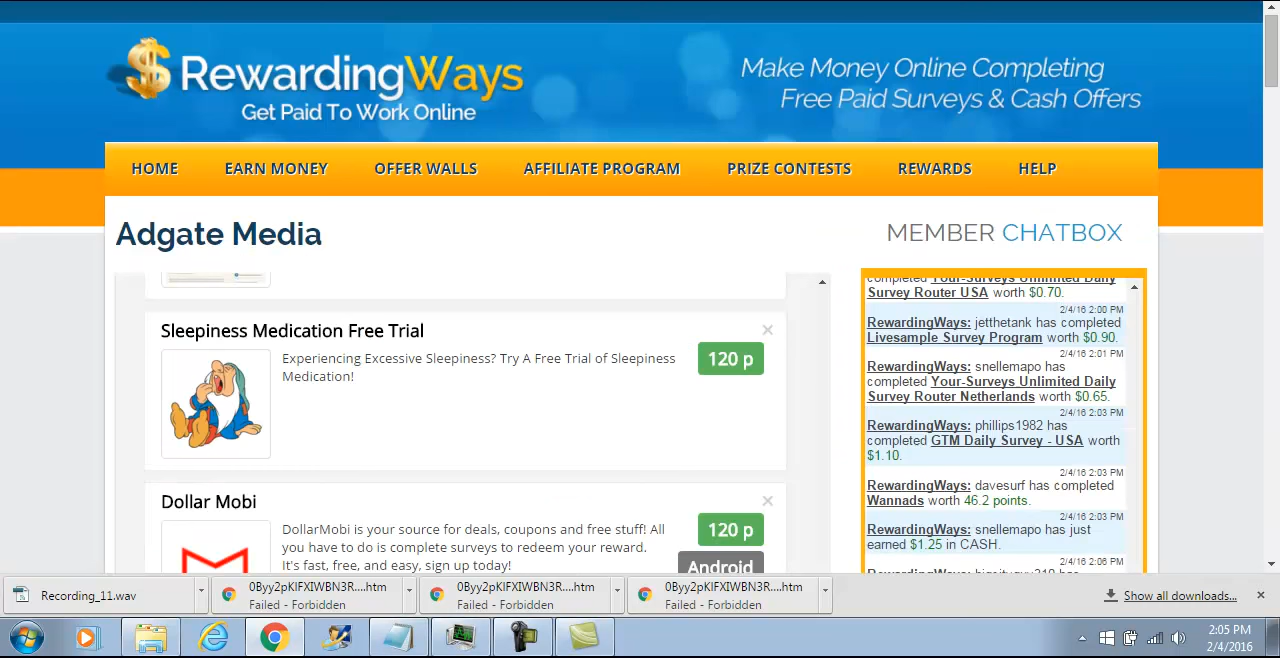 RewardingWays
Get Paid To Work Online
Make Money Online Completing
Free Paid Surveys & Cash Offers
HOME EARN MONEY OFFER WALLS AFFILIATE PROGRAM PRIZE CONTESTS REWARDS HELP
Adgate Media
Sleepiness Medication Free Trial
Experiencing Excessive Sleepiness? Try A Free Trial of Sleepiness
Medication!
120 p
Dollar Mobi
DollarMobi is your source for deals, coupons and free stuff! All
you have to do is complete surveys to redeem your reward.
It's fast, free, and easy, sign up today!
120 p
Android
MEMBER CHATBOX
completed Your-Surveys Unlimited Daily
Survey Router USA worth $0.70.
2/4/16 2:00 PM
RewardingWays: jetthetank has completed
Livesample Survey Program worth $0.90.
2/4/16 2:01 PM
RewardingWays: snellemapo has
completed Your-Surveys Unlimited Daily
Survey Router Netherlands worth $0.65.
2/4/16 2:03 PM
RewardingWays: phillips1982 has
completed GTM Daily Survey - USA worth
$1.10.
2/4/16 2:03 PM
RewardingWays: davesurf has completed
Wannads worth 46.2 points.
2/4/16 2:03 PM
RewardingWays: snellemapo has just
earned $1.25 in CASH.
2/4/16 2:06 PM
Recording_11.wav
0Byy2pKIFXIWBN3R....htm
Failed - Forbidden
0Byy2pKIFXIWBN3R....htm
Failed - Forbidden
0Byy2pKIFXIWBN3R....htm
Failed - Forbidden
Show all downloads...
2:05 PM
2/4/2016